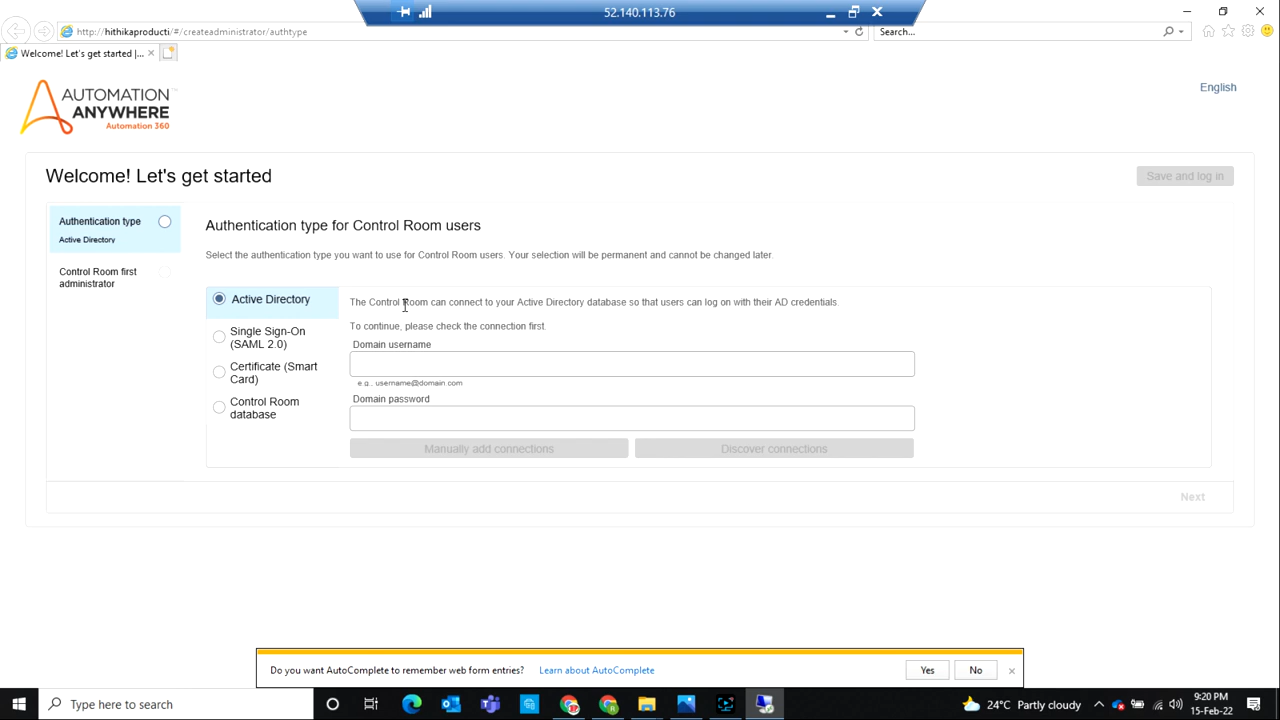 52.140.113.76
http://hithikaproducti/#/createadministrator/authtype
Search...
Welcome! Let's get started |...
AUTOMATION
ANYWHERE
Automation 360
English
Welcome! Let's get started
Save and log in
Authentication type
Active Directory
Control Room first
administrator
Authentication type for Control Room users
Select the authentication type you want to use for Control Room users. Your selection will be permanent and cannot be changed later.
Active Directory
Single Sign-On
(SAML 2.0)
Certificate (Smart
Card)
Control Room
database
The Control Room can connect to your Active Directory database so that users can log on with their AD credentials.
To continue, please check the connection first.
Domain username
e.g., username@domain.com
Domain password
Manually add connections
Discover connections
Next
Do you want AutoComplete to remember web form entries?
Learn about AutoComplete
Yes
No
Type here to search
24°C Partly cloudy
9:20 PM
15-Feb-22